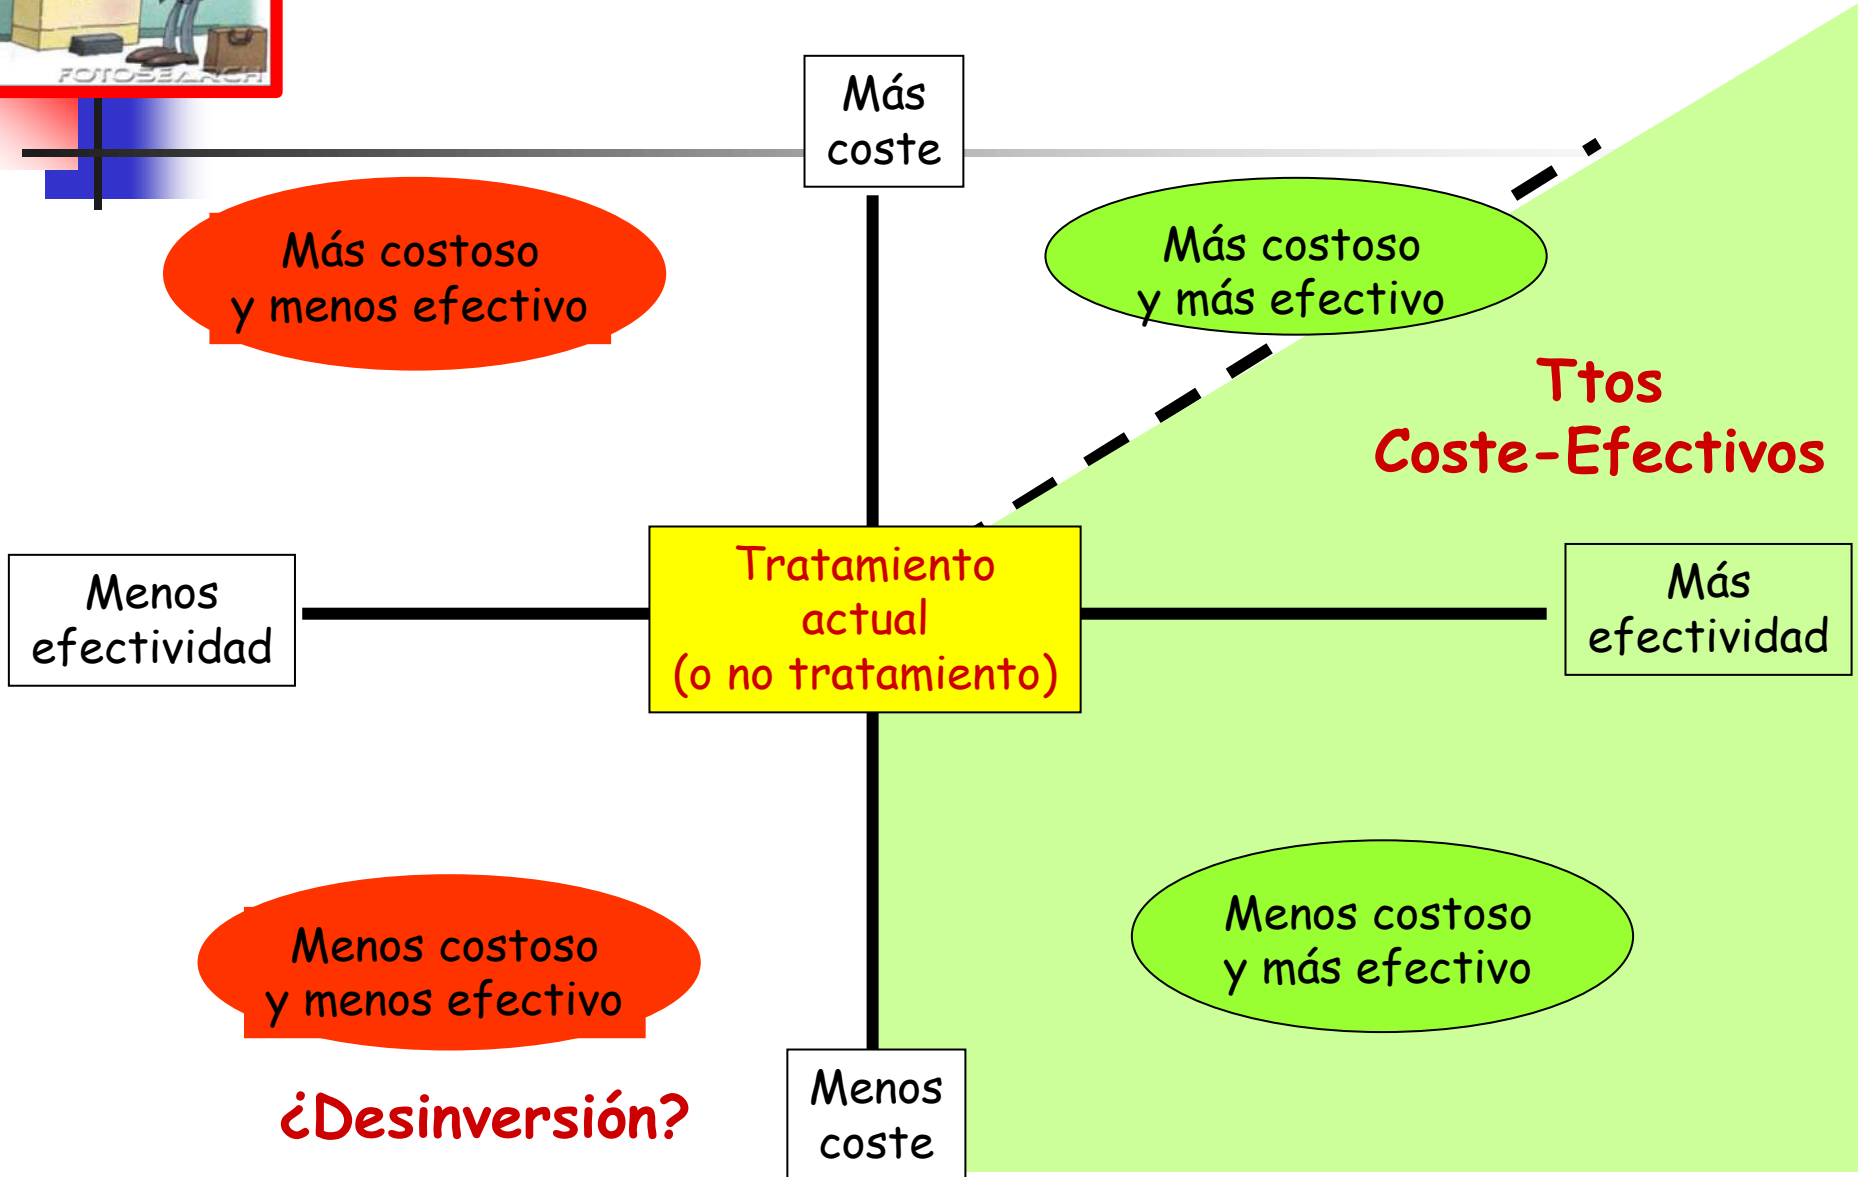 FOTOSEARCH
Más
coste
Más costoso
y menos efectivo
Más costoso
y más efectivo
Ttos
Coste-Efectivos
Menos
efectividad
Tratamiento
actual
(o no tratamiento)
Más
efectividad
Menos costoso
y menos efectivo
Menos costoso
y más efectivo
¿Desinversión?
Menos
coste